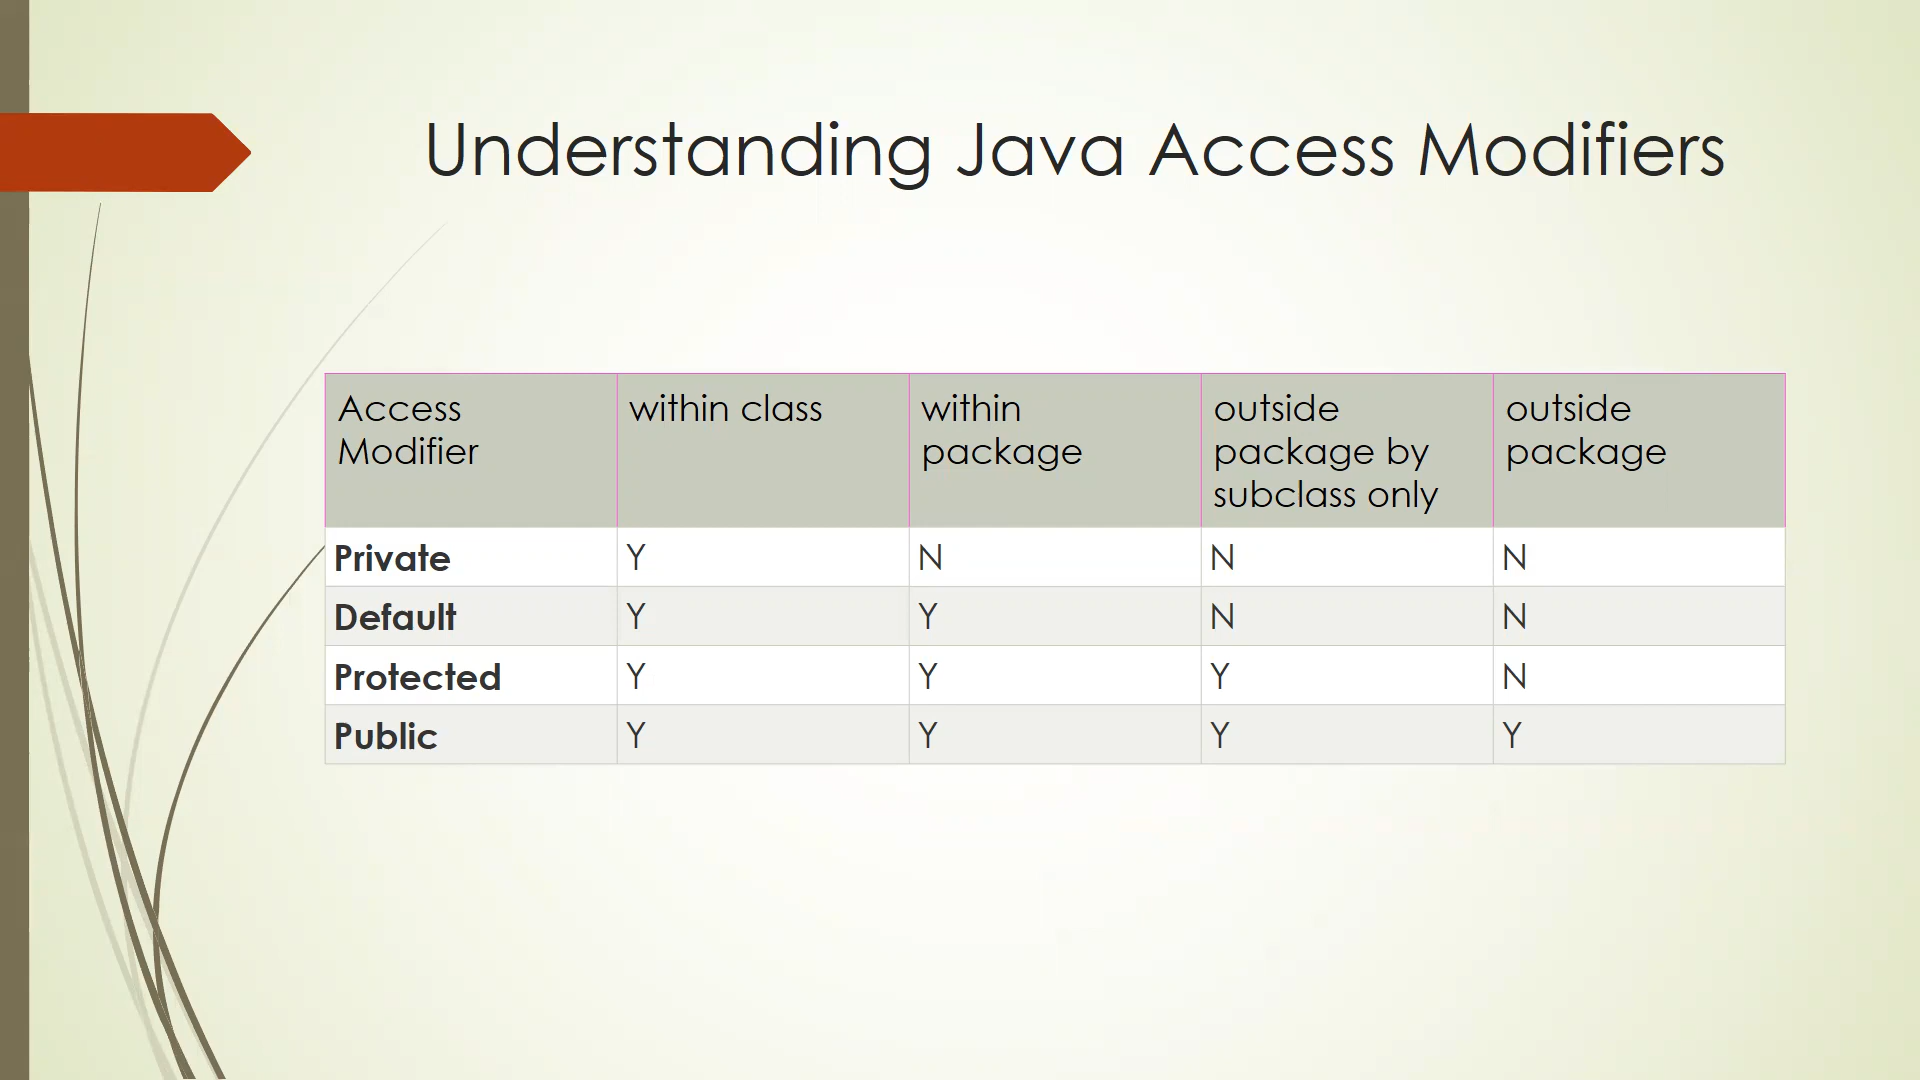 Understanding Java Access Modifiers
Access Modifier within class within package outside package by subclass only outside package
Private Y N N N
Default Y Y N N
Protected Y Y Y N
Public Y Y Y Y